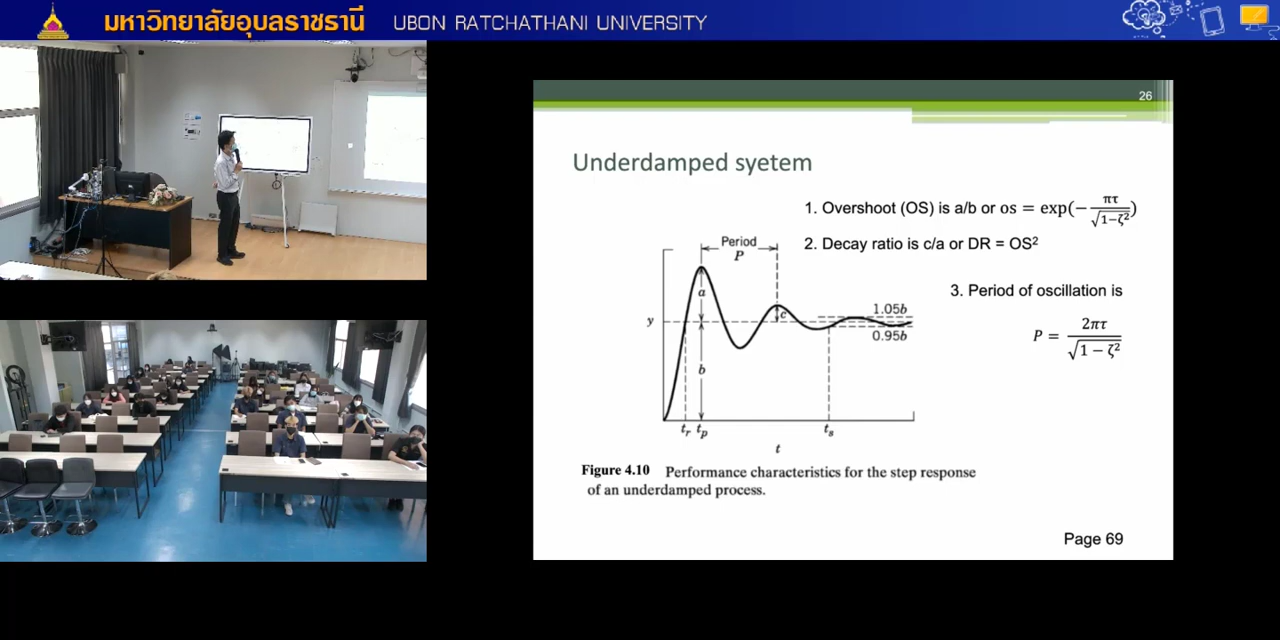 มหาวิทยาลัยอุบลราชธานี UBON RATCHATHANI UNIVERSITY
26
Underdamped syetem
1. Overshoot (OS) is a/b or os = exp(−πτ/√1−ζ²)
2. Decay ratio is c/a or DR = OS²
3. Period of oscillation is
P = 2πτ/√1 − ζ²
Period
P
a
c
1.05b
y
0.95b
b
tr tp ts
t
Figure 4.10 Performance characteristics for the step response
of an underdamped process.
Page 69